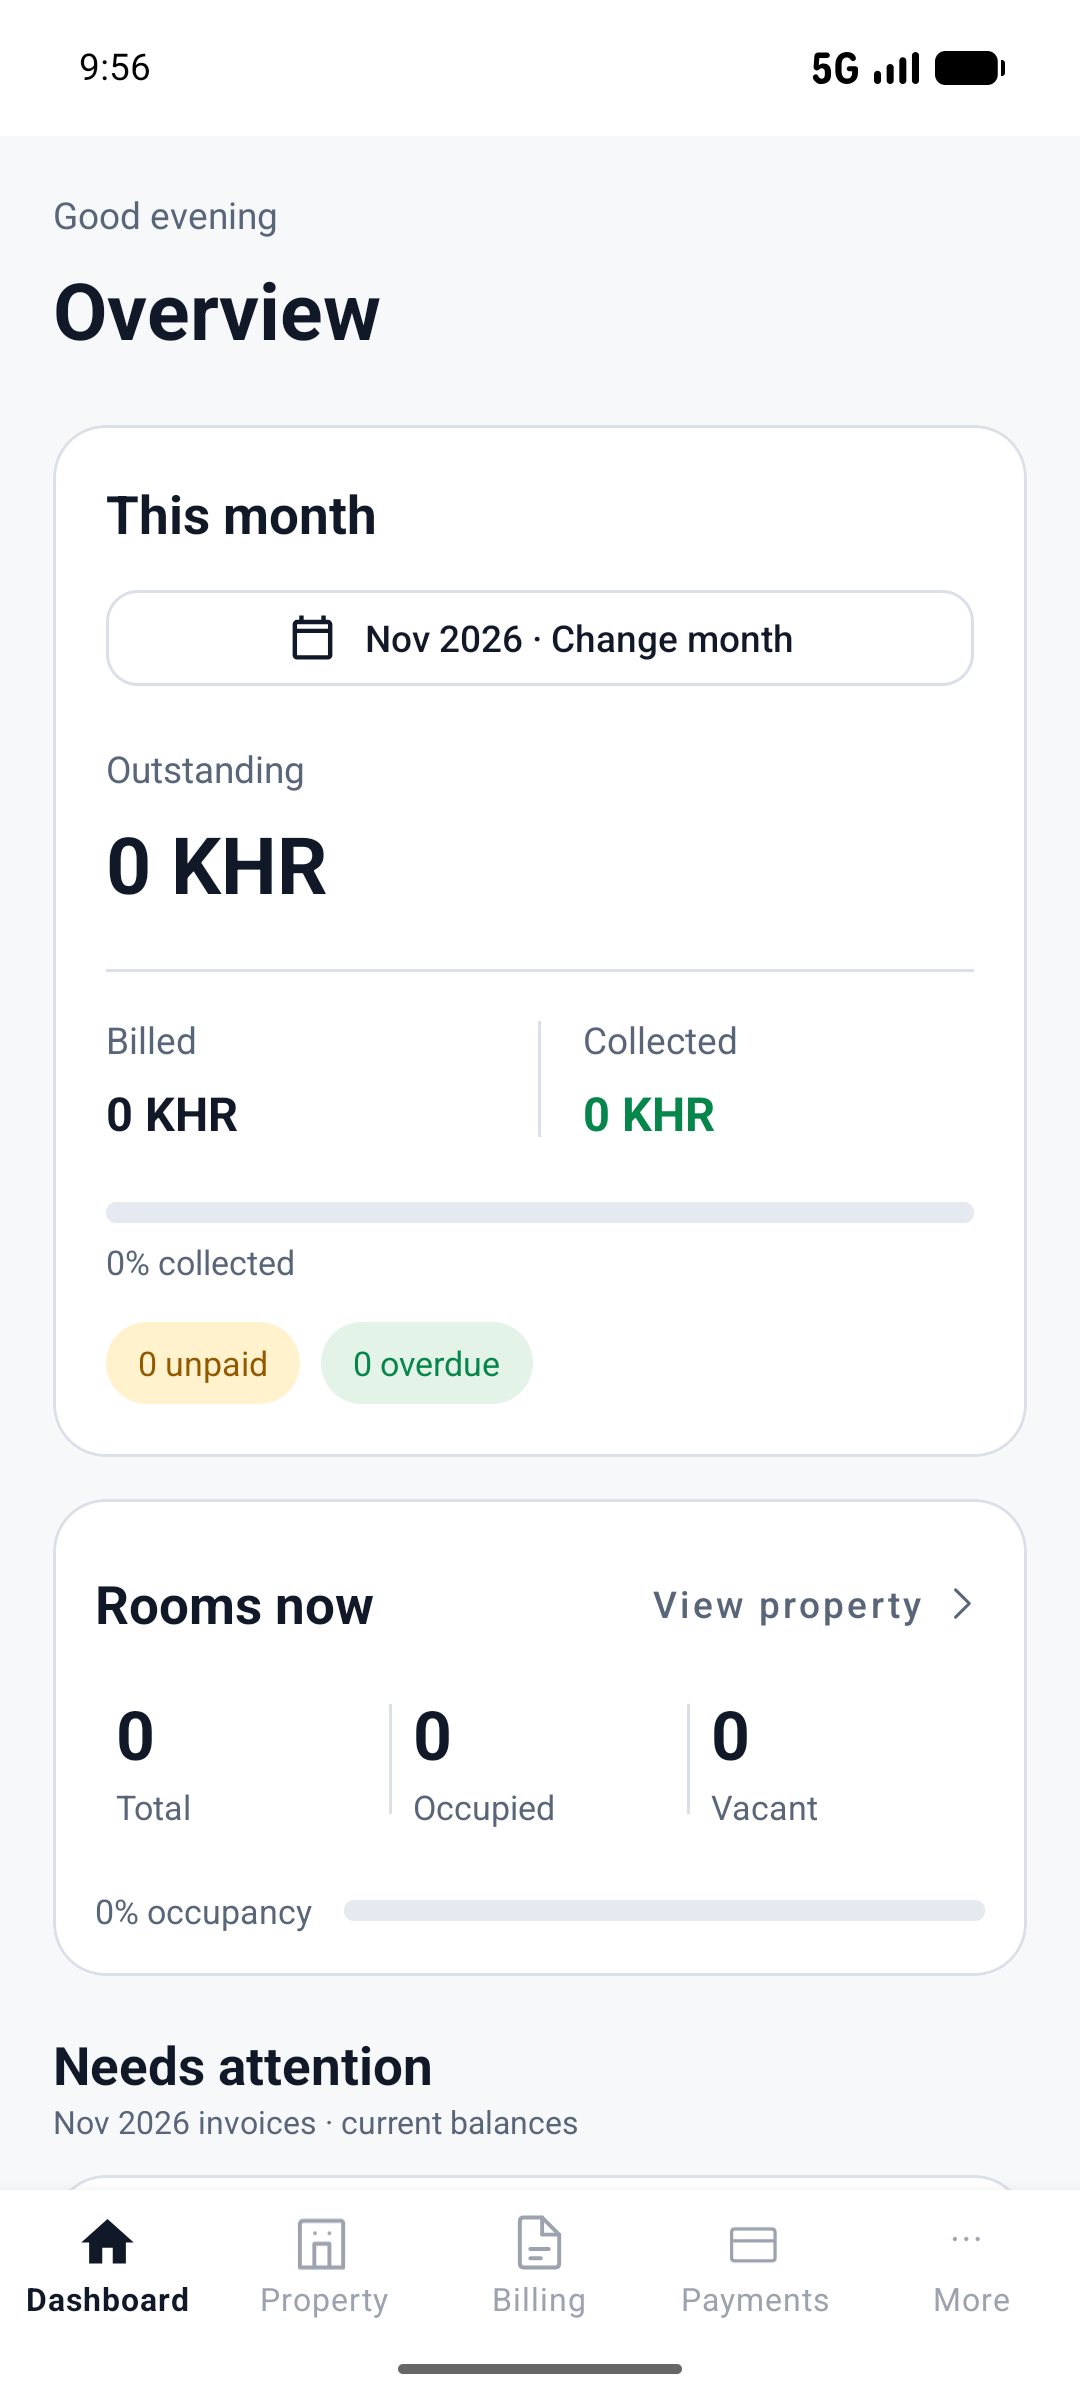 9:56
5G
Good evening
Overview
This month
Nov 2026 · Change month
Outstanding
0 KHR
Billed
Collected
0 KHR
0 KHR
0% collected
0 unpaid
0 overdue
Rooms now
View property
0
0
0
Total
Occupied
Vacant
0% occupancy
Needs attention
Nov 2026 invoices · current balances
Dashboard
Property
Billing
Payments
More